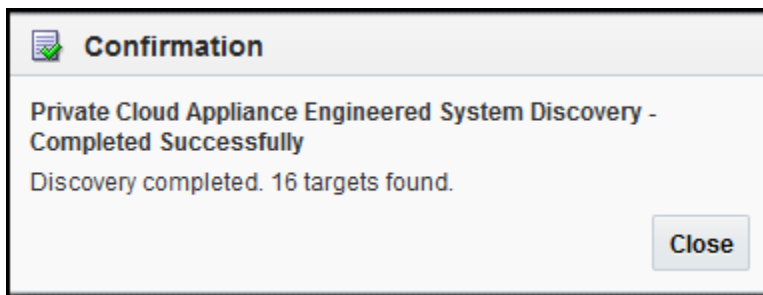 Confirmation
Private Cloud Appliance Engineered System Discovery -
Completed Successfully
Discovery completed. 16 targets found.
Close